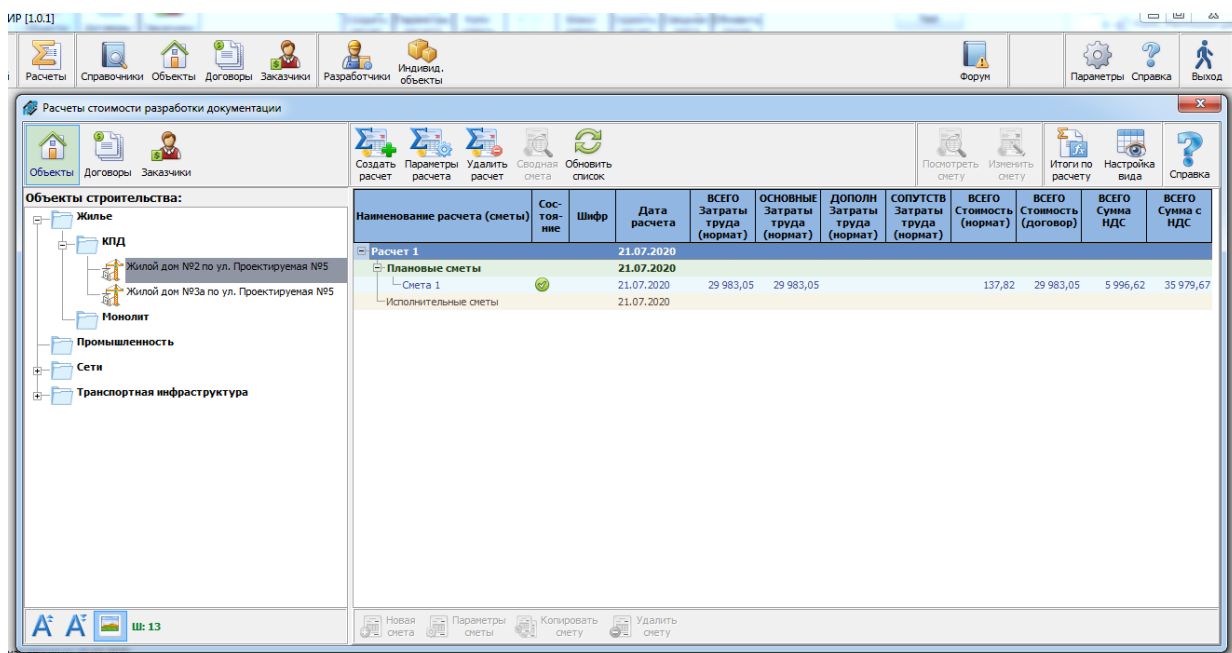 ИР [1.0.1]
Расчеты Справочники Объекты Договоры Заказчики Разработчики Индивид. объекты Форум Параметры Справка Выход
Расчеты стоимости разработки документации
Объекты Договоры Заказчики
Создать расчет Параметры расчета Удалить расчет Сводная смета Обновить список Посмотреть смету Изменить смету Итоги по расчету Настройка вида Справка
Объекты строительства:
Жилье
КПД
Жилой дом №2 по ул. Проектируемая №5
Жилой дом №3а по ул. Проектируемая №5
Монолит
Промышленность
Сети
Транспортная инфраструктура
Наименование расчета (сметы) Сос-тоя-ние Шифр Дата расчета ВСЕГО Затраты труда (нормат) ОСНОВНЫЕ Затраты труда (нормат) ДОПОЛН Затраты труда (нормат) СОПУТСТВ Затраты труда (нормат) ВСЕГО Стоимость (нормат) ВСЕГО Стоимость (договор) ВСЕГО Сумма НДС ВСЕГО Сумма с НДС
Расчет 1 21.07.2020
Плановые сметы 21.07.2020
Смета 1 21.07.2020 29 983,05 29 983,05 137,82 29 983,05 5 996,62 35 979,67
Исполнительные сметы 21.07.2020
Ш: 13
Новая смета Параметры сметы Копировать смету Удалить смету